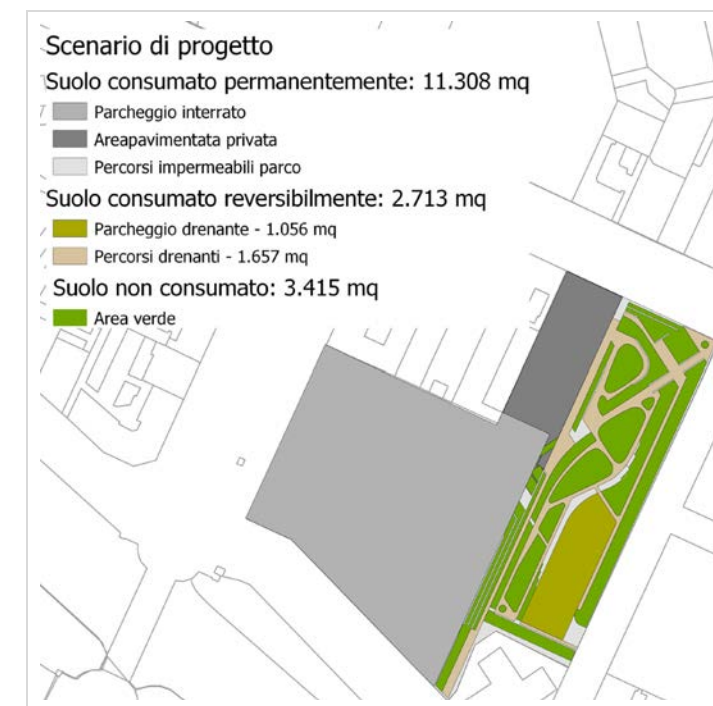 Scenario di progetto
Suolo consumato permanentemente: 11.308 mq
Parcheggio interrato
Areapavimentata privata
Percorsi impermeabili parco
Suolo consumato reversibilmente: 2.713 mq
Parcheggio drenante - 1.056 mq
Percorsi drenanti - 1.657 mq
Suolo non consumato: 3.415 mq
Area verde